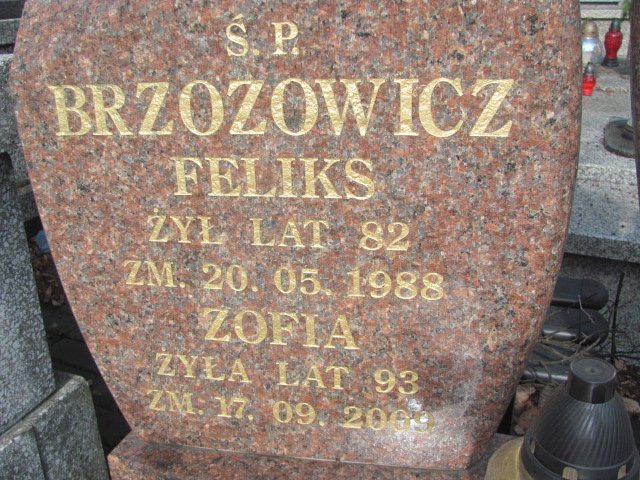 Ś. P.
BRZOZOWICZ
FELIKS
ŻYŁ LAT 82
ZM. 20. 05. 1988
ZOFIA
ŻYŁA LAT 93
ZM. 17. 09. 2009